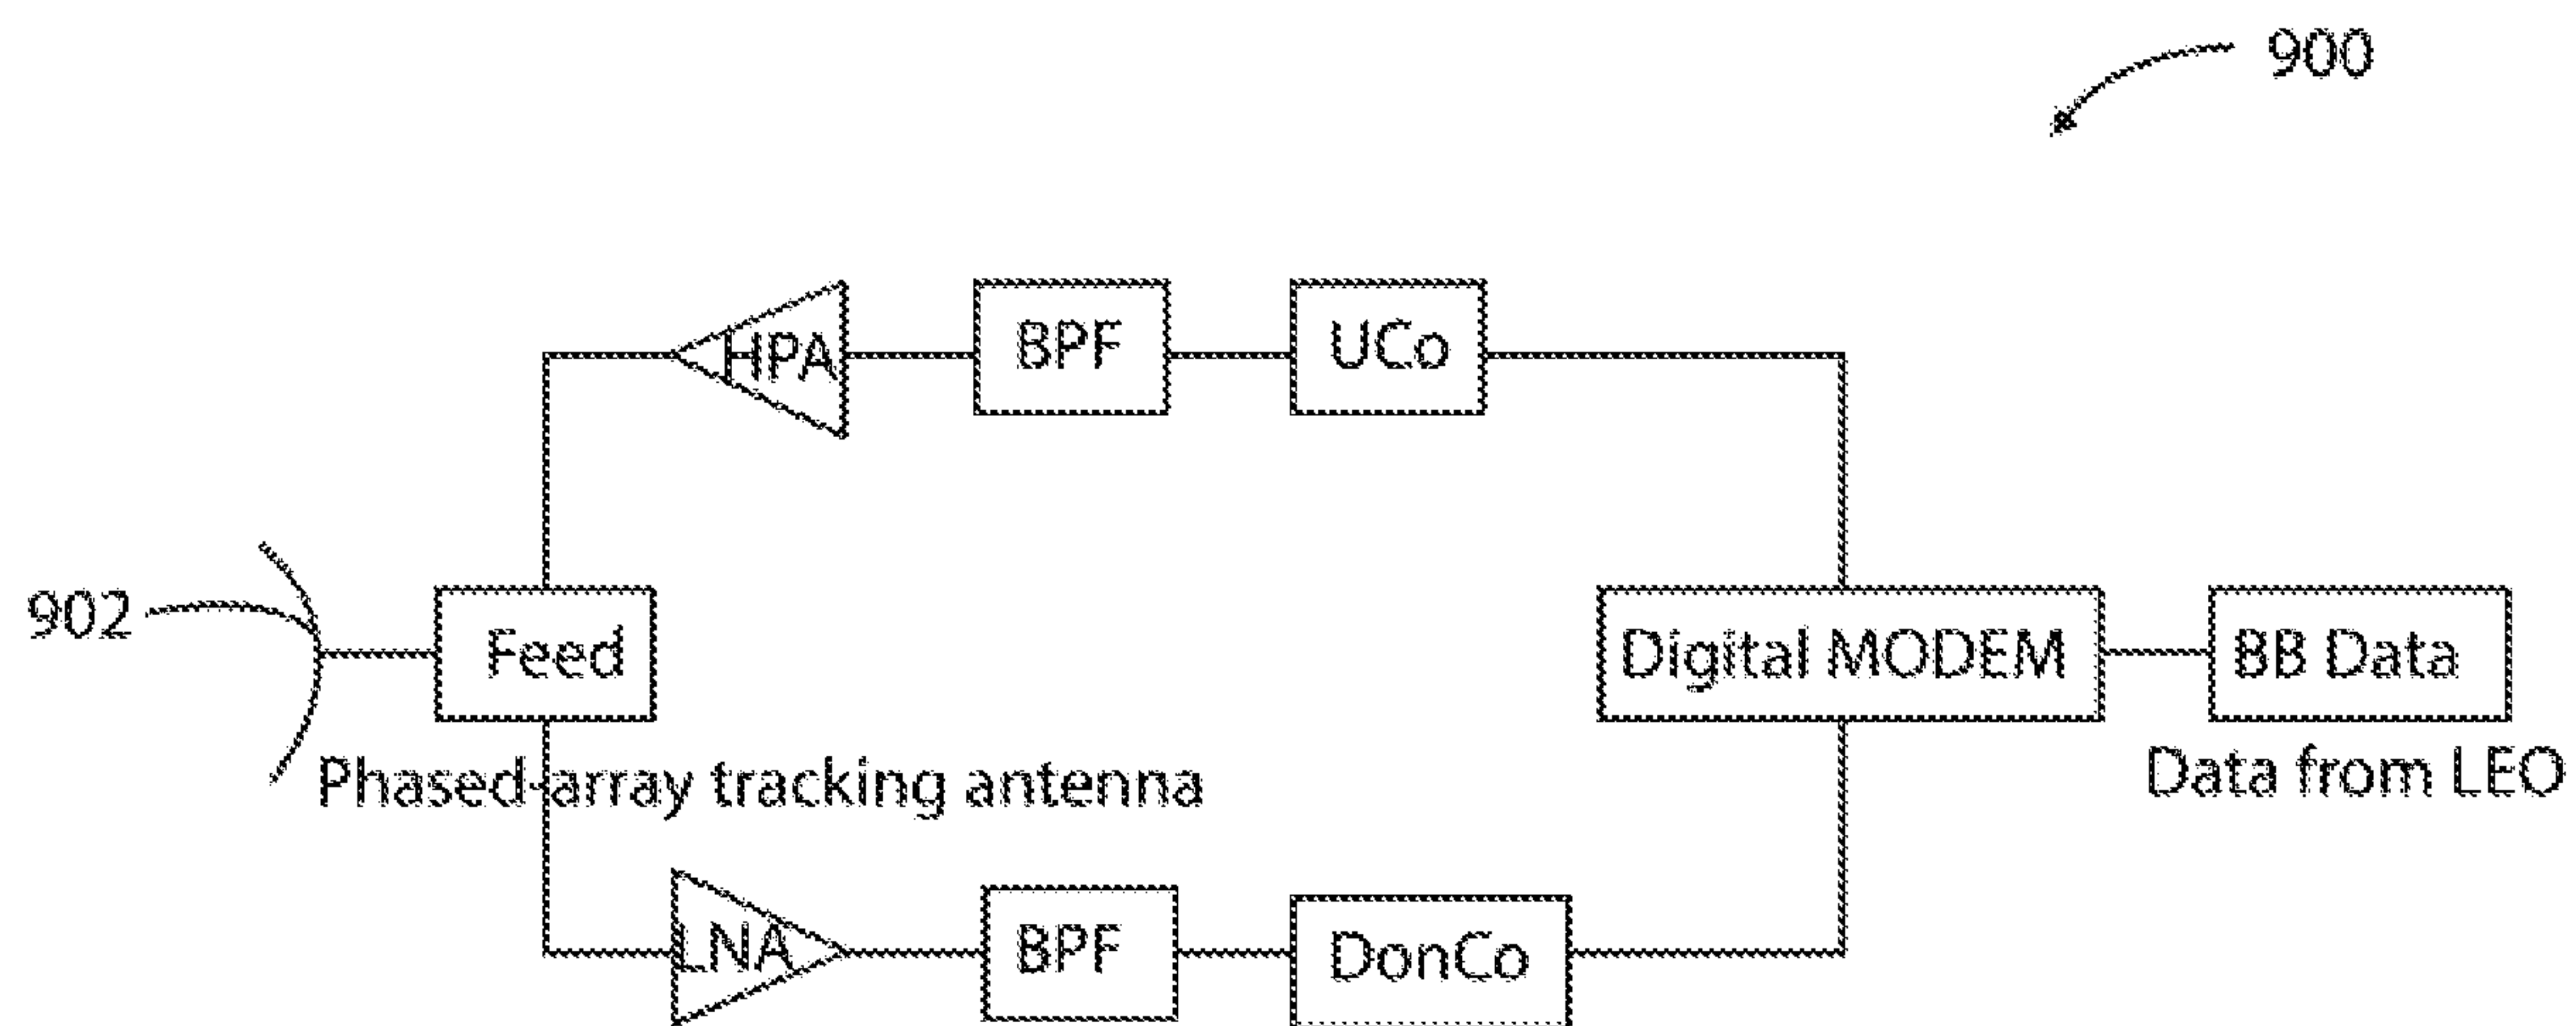 900
HPA
BPF
UCo
902
Feed
Digital MODEM
BB Data
Phased-array tracking antenna
Data from LEO
LNA
BPF
DonCo